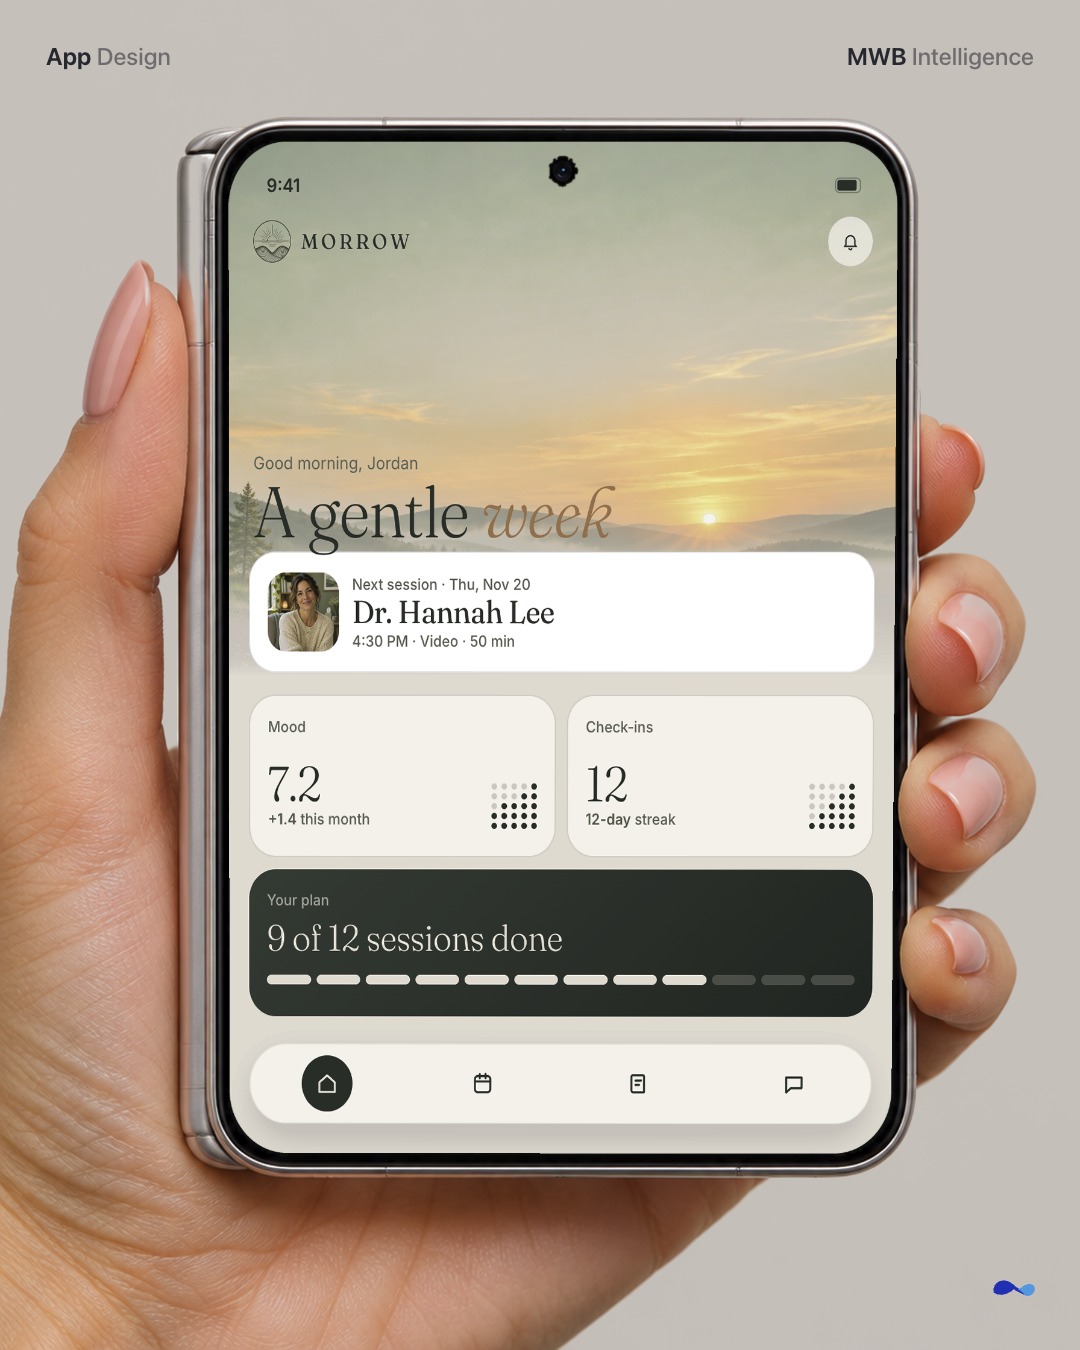 App Design
MWB Intelligence
9:41
MORROW
Good morning, Jordan
A gentle week
Next session · Thu, Nov 20
Dr. Hannah Lee
4:30 PM · Video · 50 min
Mood
7.2
+1.4 this month
Check-ins
12
12-day streak
Your plan
9 of 12 sessions done